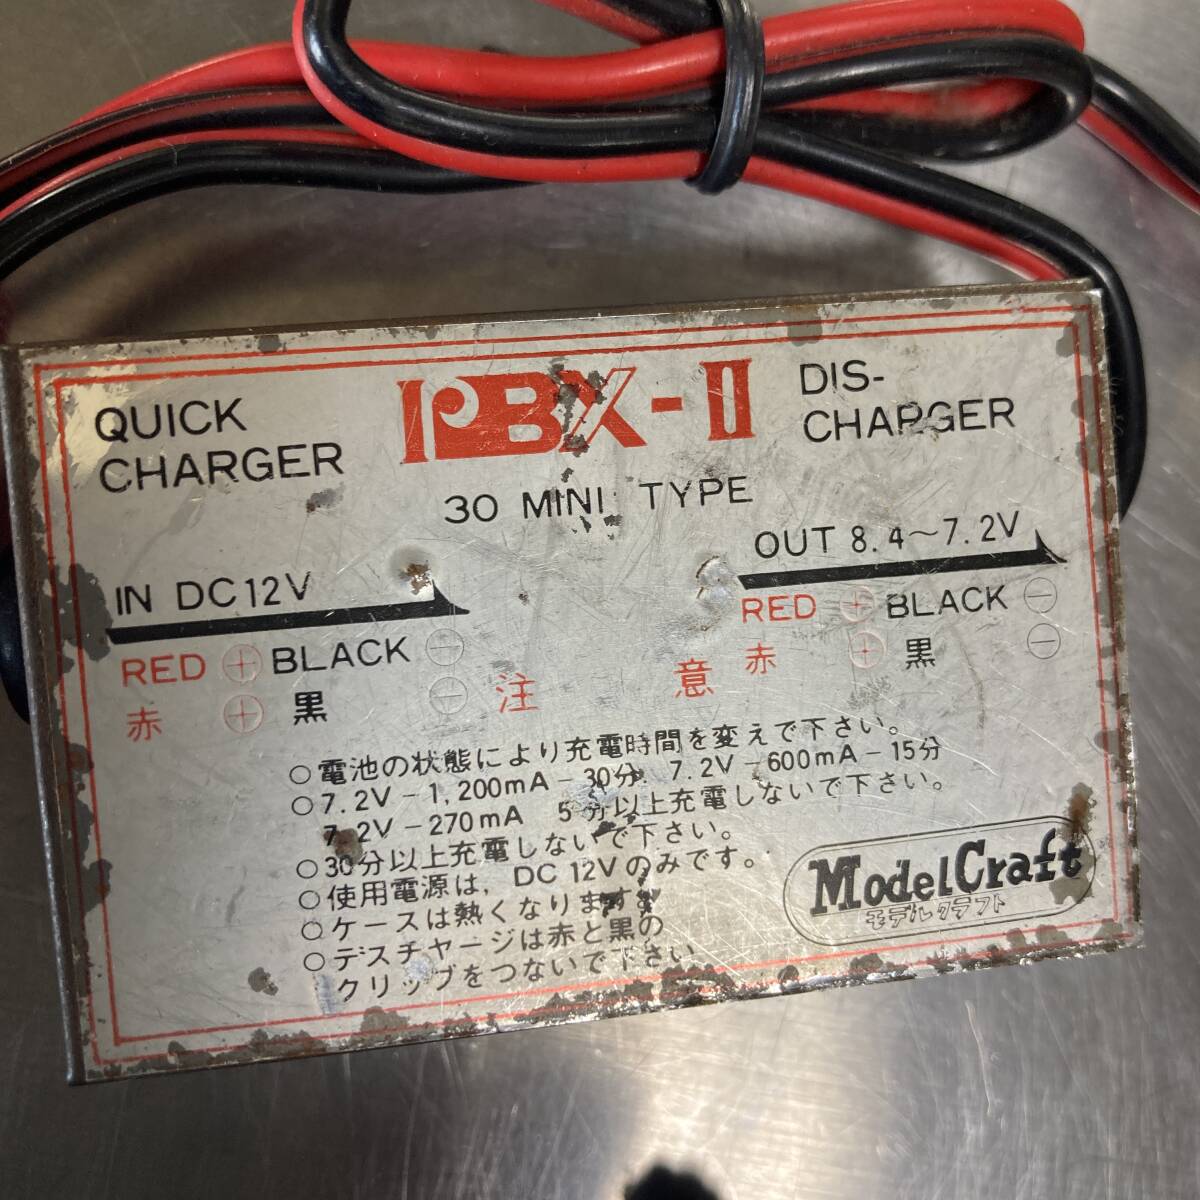 QUICK
CHARGER
PBX-II
30 MINI TYPE
DIS-
CHARGER
IN DC12V
RED ⊕ BLACK ⊖
赤 ⊕ 黒 ⊖
OUT 8.4〜7.2V
RED ⊕ BLACK ⊖
赤 ⊕ 黒 ⊖
注意
○電池の状態により充電時間を変えで下さい。
○7.2V-1,200mA-30分. 7.2V-600mA-15分
7.2V-270mA 5分以上充電しないで下さい。
○30分以上充電しないで下さい。
○使用電源は, DC 12Vのみです。
○ケースは熱くなります
○デスチャージは赤と黒の
クリップをつないで下さい
ModelCraft
モデルクラフト